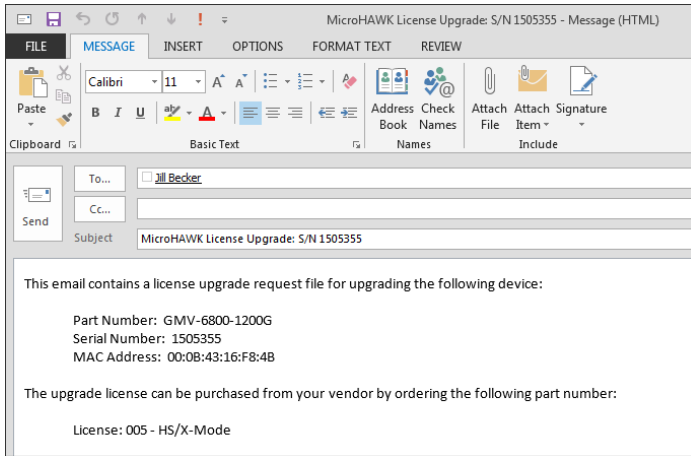 MicroHAWK License Upgrade: S/N 1505355 - Message (HTML)
FILE MESSAGE INSERT OPTIONS FORMAT TEXT REVIEW
Calibri 11
Paste
B I U
Address Book
Check Names
Attach File
Attach Item
Signature
Clipboard Basic Text Names Include
To... Jill Becker
Cc...
Send
Subject MicroHAWK License Upgrade: S/N 1505355
This email contains a license upgrade request file for upgrading the following device:
Part Number: GMV-6800-1200G
Serial Number: 1505355
MAC Address: 00:0B:43:16:F8:4B
The upgrade license can be purchased from your vendor by ordering the following part number:
License: 005 - HS/X-Mode